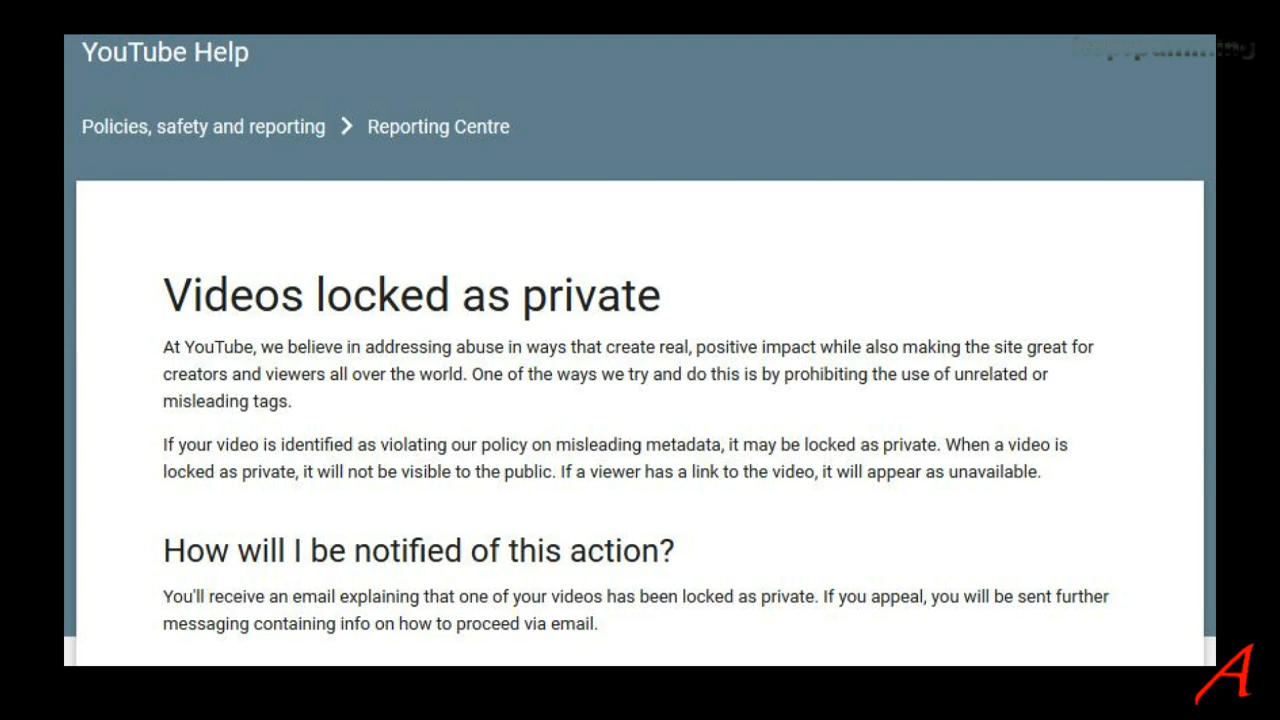 YouTube Help
Policies, safety and reporting > Reporting Centre
Videos locked as private
At YouTube, we believe in addressing abuse in ways that create real, positive impact while also making the site great for
creators and viewers all over the world. One of the ways we try and do this is by prohibiting the use of unrelated or
misleading tags.
If your video is identified as violating our policy on misleading metadata, it may be locked as private. When a video is
locked as private, it will not be visible to the public. If a viewer has a link to the video, it will appear as unavailable.
How will I be notified of this action?
You'll receive an email explaining that one of your videos has been locked as private. If you appeal, you will be sent further
messaging containing info on how to proceed via email.
A